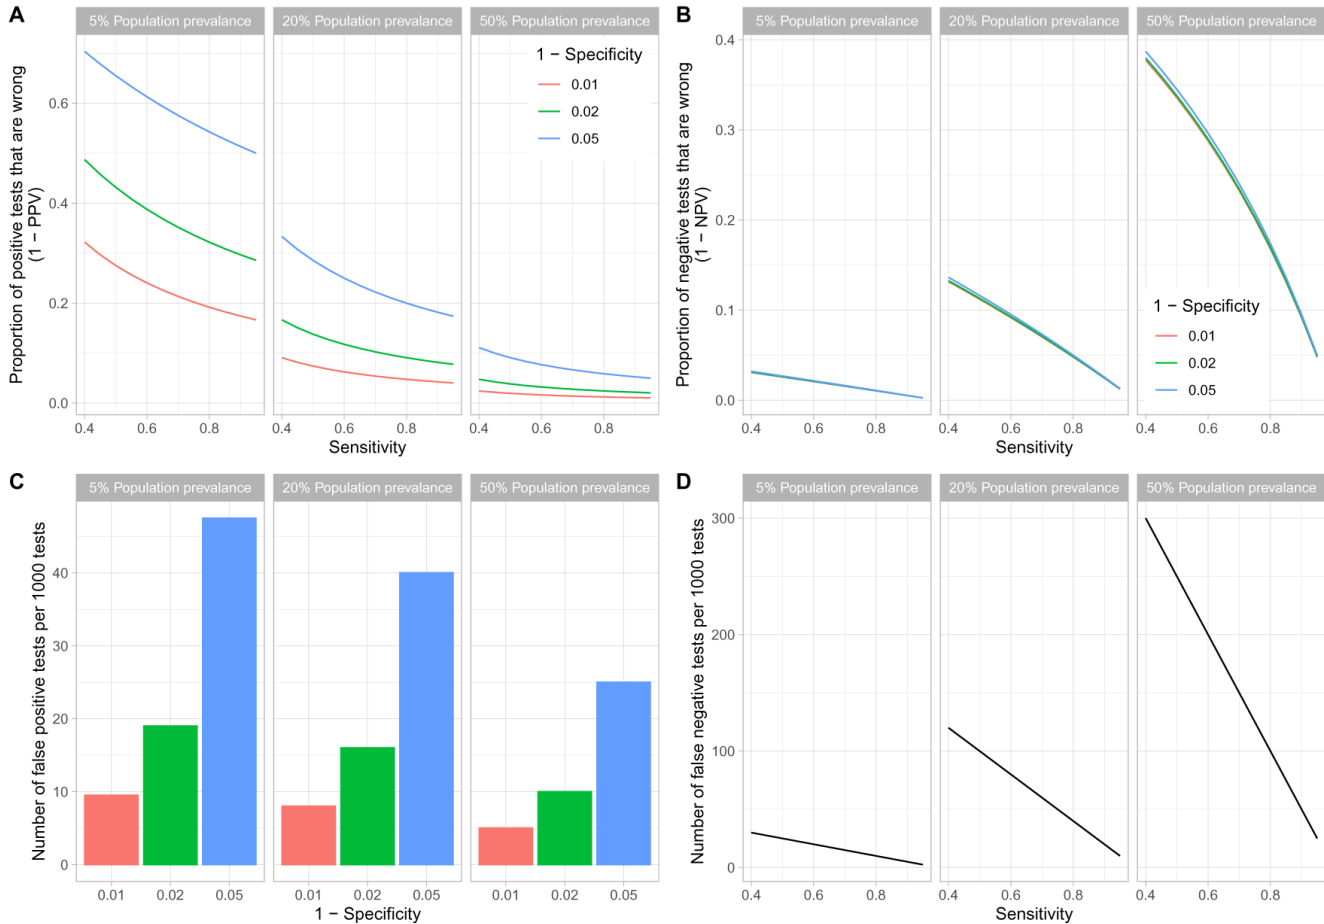 A
5% Population prevalance
20% Population prevalance
50% Population prevalance
Proportion of positive tests that are wrong
(1 − PPV)
0.6
0.4
0.2
0.0
1 − Specificity
0.01
0.02
0.05
0.4 0.6 0.8
0.4 0.6 0.8
0.4 0.6 0.8
Sensitivity
B
5% Population prevalance
20% Population prevalance
50% Population prevalance
Proportion of negative tests that are wrong
(1 − NPV)
0.4
0.3
0.2
0.1
0.0
1 − Specificity
0.01
0.02
0.05
0.4 0.6 0.8
0.4 0.6 0.8
0.4 0.6 0.8
Sensitivity
C
5% Population prevalance
20% Population prevalance
50% Population prevalance
Number of false positive tests per 1000 tests
40
30
20
10
0
0.01 0.02 0.05
0.01 0.02 0.05
0.01 0.02 0.05
1 − Specificity
D
5% Population prevalance
20% Population prevalance
50% Population prevalance
Number of false negative tests per 1000 tests
300
200
100
0
0.4 0.6 0.8
0.4 0.6 0.8
0.4 0.6 0.8
Sensitivity